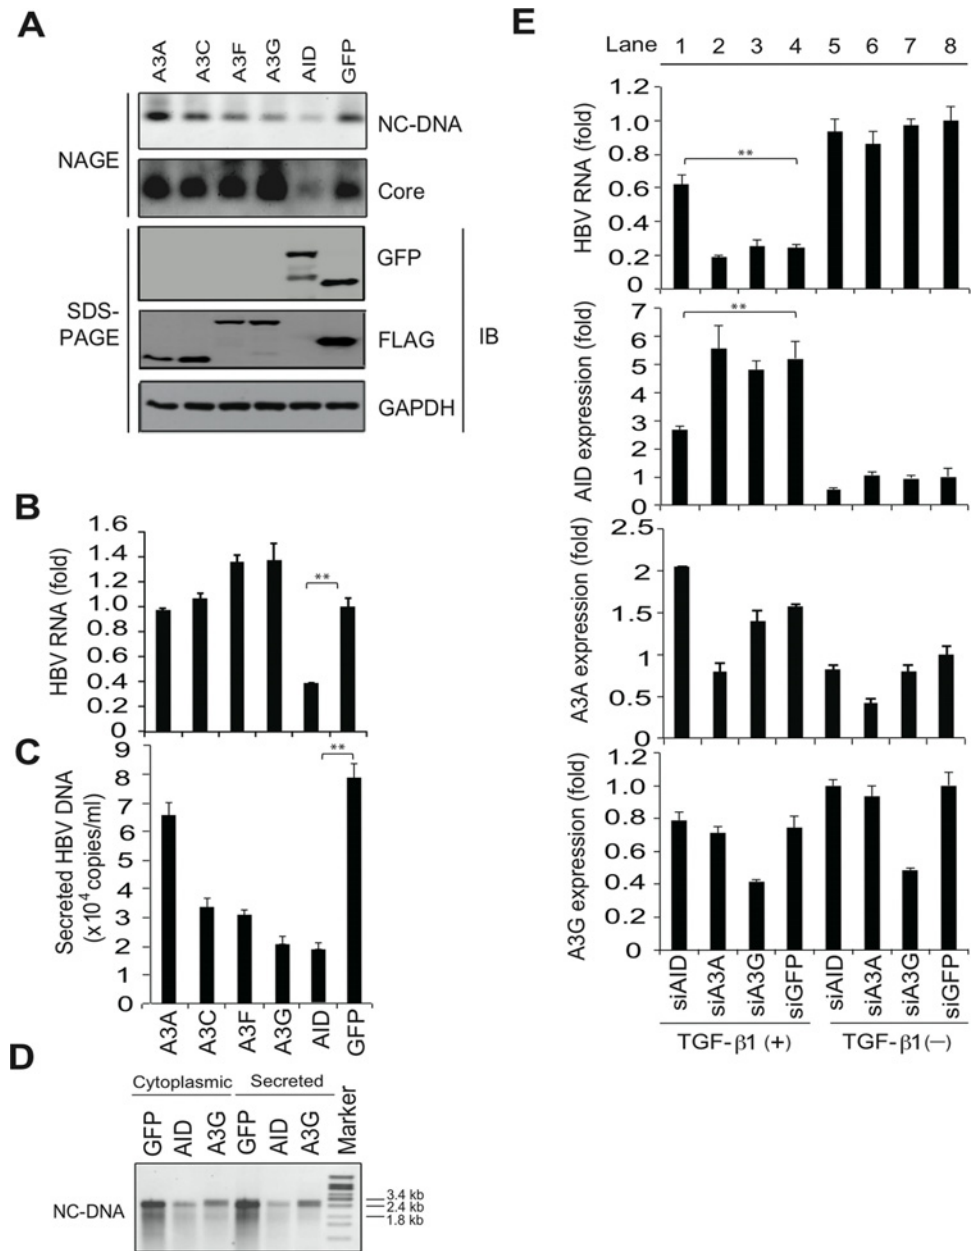 A
A3A
A3C
A3F
A3G
AID
GFP
NAGE
NC-DNA
Core
SDS-
PAGE
GFP
FLAG
GAPDH
IB
B
HBV RNA (fold)
1.6
1.4
1.2
1.0
0.8
0.6
0.4
0.2
0
**
C
Secreted HBV DNA
(x10⁴ copies/ml)
9
8
7
6
5
4
3
2
1
0
**
A3A
A3C
A3F
A3G
AID
GFP
D
Cytoplasmic
Secreted
GFP
AID
A3G
GFP
AID
A3G
Marker
NC-DNA
3.4 kb
2.4 kb
1.8 kb
E
Lane 1 2 3 4 5 6 7 8
HBV RNA (fold)
1.2
1.0
0.8
0.6
0.4
0.2
0
**
AID expression (fold)
7
6
5
4
3
2
1
0
**
A3A expression (fold)
2.5
2
1.5
1
0.5
0
A3G expression (fold)
1.2
1.0
0.8
0.6
0.4
0.2
0
siAID
siA3A
siA3G
siGFP
siAID
siA3A
siA3G
siGFP
TGF-β1 (+)
TGF-β1(−)